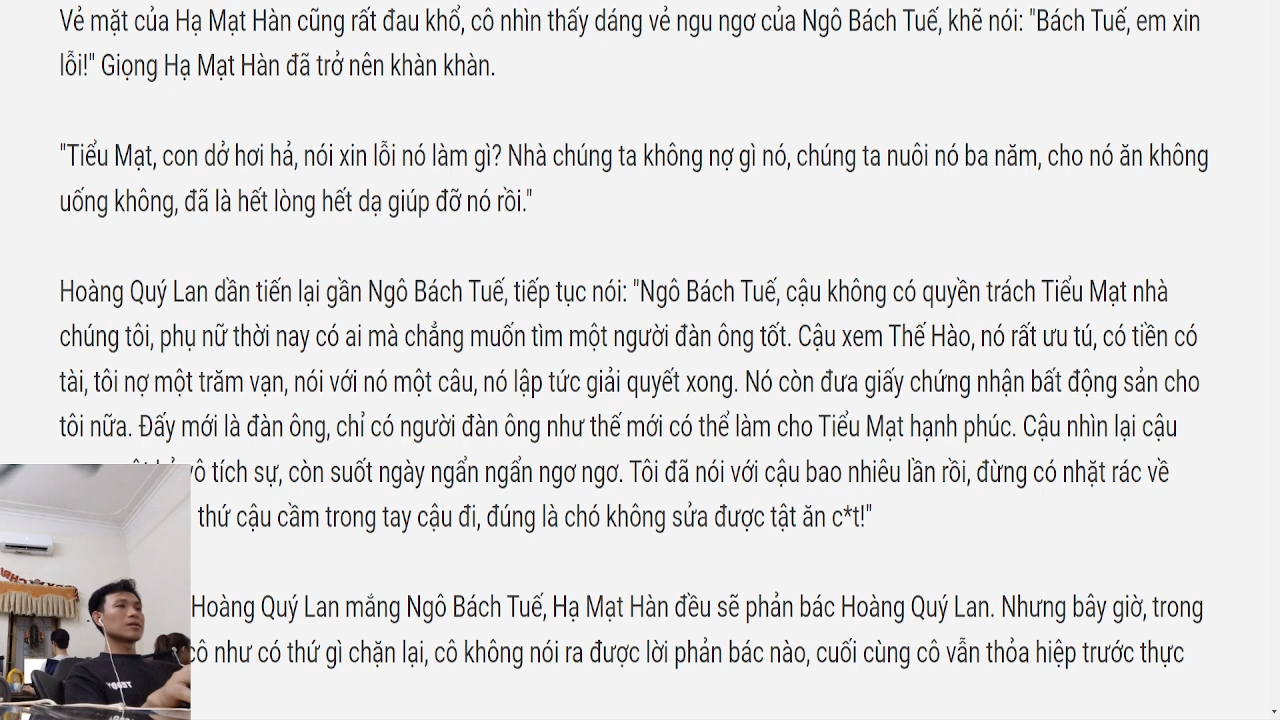 Vẻ mặt của Hạ Mạt Hàn cũng rất đau khổ, cô nhìn thấy dáng vẻ ngu ngơ của Ngô Bách Tuế, khẽ nói: "Bách Tuế, em xin
lỗi!" Giọng Hạ Mạt Hàn đã trở nên khàn khàn.
"Tiểu Mạt, con dở hơi hả, nói xin lỗi nó làm gì? Nhà chúng ta không nợ gì nó, chúng ta nuôi nó ba năm, cho nó ăn không
uống không, đã là hết lòng hết dạ giúp đỡ nó rồi."
Hoàng Quý Lan dần tiến lại gần Ngô Bách Tuế, tiếp tục nói: "Ngô Bách Tuế, cậu không có quyền trách Tiểu Mạt nhà
chúng tôi, phụ nữ thời nay có ai mà chẳng muốn tìm một người đàn ông tốt. Cậu xem Thế Hào, nó rất ưu tú, có tiền có
tài, tôi nợ một trăm vạn, nói với nó một câu, nó lập tức giải quyết xong. Nó còn đưa giấy chứng nhận bất động sản cho
tôi nữa. Đấy mới là đàn ông, chỉ có người đàn ông như thế mới có thể làm cho Tiểu Mạt hạnh phúc. Cậu nhìn lại cậu
vô tích sự, còn suốt ngày ngẩn ngẩn ngơ ngơ. Tôi đã nói với cậu bao nhiêu lần rồi, đừng có nhặt rác về
thứ cậu cầm trong tay cậu đi, đúng là chó không sửa được tật ăn c*t!"
Hoàng Quý Lan mắng Ngô Bách Tuế, Hạ Mạt Hàn đều sẽ phản bác Hoàng Quý Lan. Nhưng bây giờ, trong
cô như có thứ gì chặn lại, cô không nói ra được lời phản bác nào, cuối cùng cô vẫn thỏa hiệp trước thực